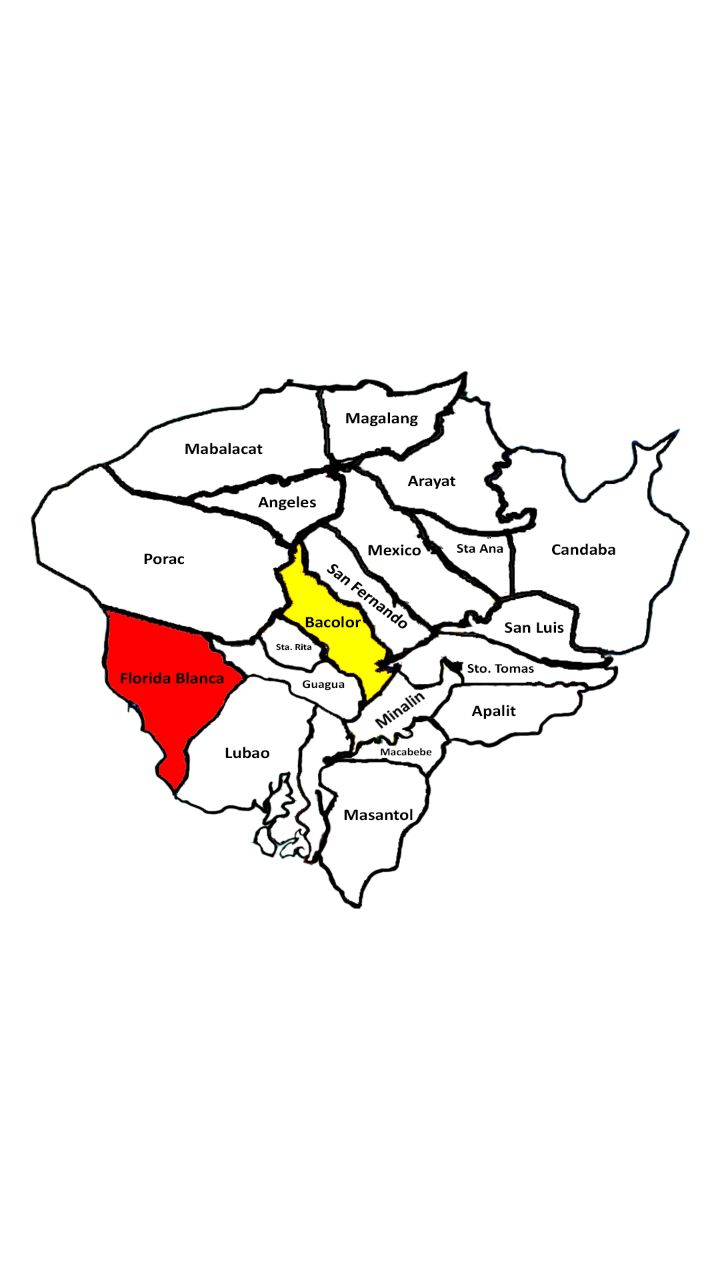 Magalang
Mabalacat
Arayat
Angeles
Mexico
Sta Ana
Candaba
Porac
San Fernando
Bacolor
San Luis
Sta. Rita
Sto. Tomas
Florida Blanca
Guagua
Minalin
Apalit
Lubao
Macabebe
Masantol